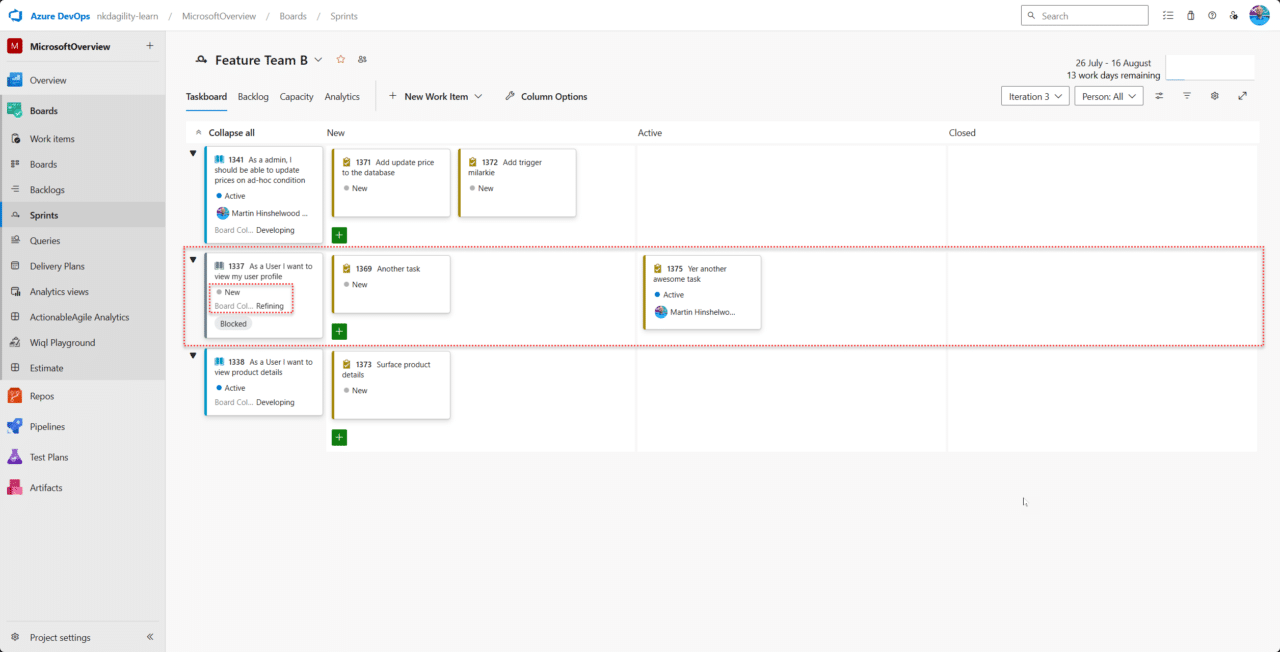 Azure DevOps nkdagility-learn / MicrosoftOverview / Boards / Sprints
Search
M MicrosoftOverview +
Overview
Boards
Work items
Boards
Backlogs
Sprints
Queries
Delivery Plans
Analytics views
ActionableAgile Analytics
Wiql Playground
Estimate
Repos
Pipelines
Test Plans
Artifacts
Project settings
Feature Team B
26 July - 16 August
13 work days remaining
Taskboard Backlog Capacity Analytics + New Work Item Column Options
Iteration 3 Person: All
Collapse all New Active Closed
1341 As a admin, I
should be able to update
prices on ad-hoc condition
Active
Martin Hinshelwood ...
Board Col... Developing
1371 Add update price
to the database
New
1372 Add trigger
milarkie
New
+
1337 As a User I want to
view my user profile
New
Board Col... Refining
Blocked
1369 Another task
New
+
1375 Yer another
awesome task
Active
Martin Hinshelwo...
1338 As a User I want to
view product details
Active
Board Col... Developing
1373 Surface product
details
New
+